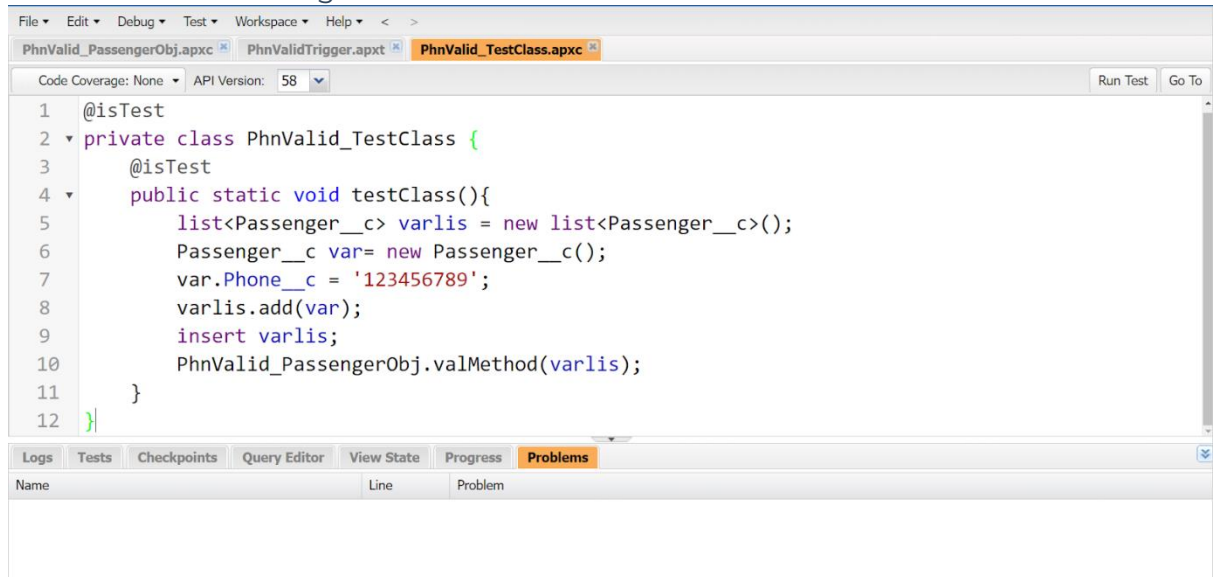 File Edit Debug Test Workspace Help < >
PhnValid_PassengerObj.apxc PhnValidTrigger.apxt PhnValid_TestClass.apxc
Code Coverage: None API Version: 58 Run Test Go To
1 @isTest
2 private class PhnValid_TestClass {
3 @isTest
4 public static void testClass(){
5 list<Passenger__c> varlis = new list<Passenger__c>();
6 Passenger__c var= new Passenger__c();
7 var.Phone__c = '123456789';
8 varlis.add(var);
9 insert varlis;
10 PhnValid_PassengerObj.valMethod(varlis);
11 }
12 }
Logs Tests Checkpoints Query Editor View State Progress Problems
Name Line Problem